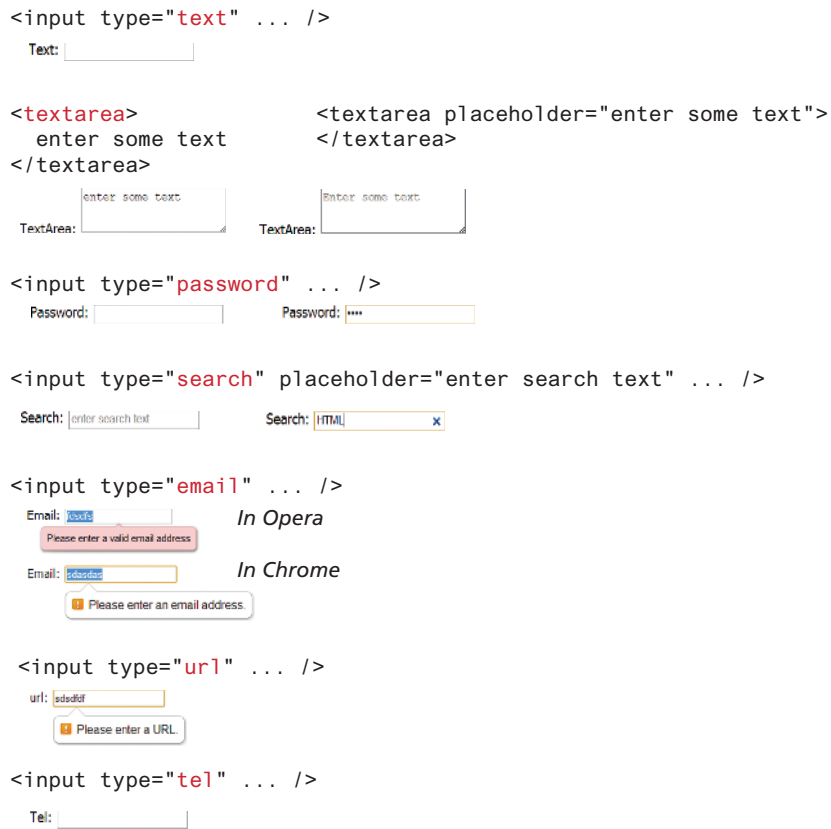 <input type="text" ... />
Text:
<textarea> <textarea placeholder="enter some text">
enter some text </textarea>
</textarea>
enter some text Enter some text
TextArea: TextArea:
<input type="password" ... />
Password: Password: ••••
<input type="search" placeholder="enter search text" ... />
Search: enter search text Search: HTML x
<input type="email" ... />
Email: In Opera
Please enter a valid email address
Email: sdasdas In Chrome
! Please enter an email address.
<input type="url" ... />
url: sdsdfdf
! Please enter a URL.
<input type="tel" ... />
Tel: